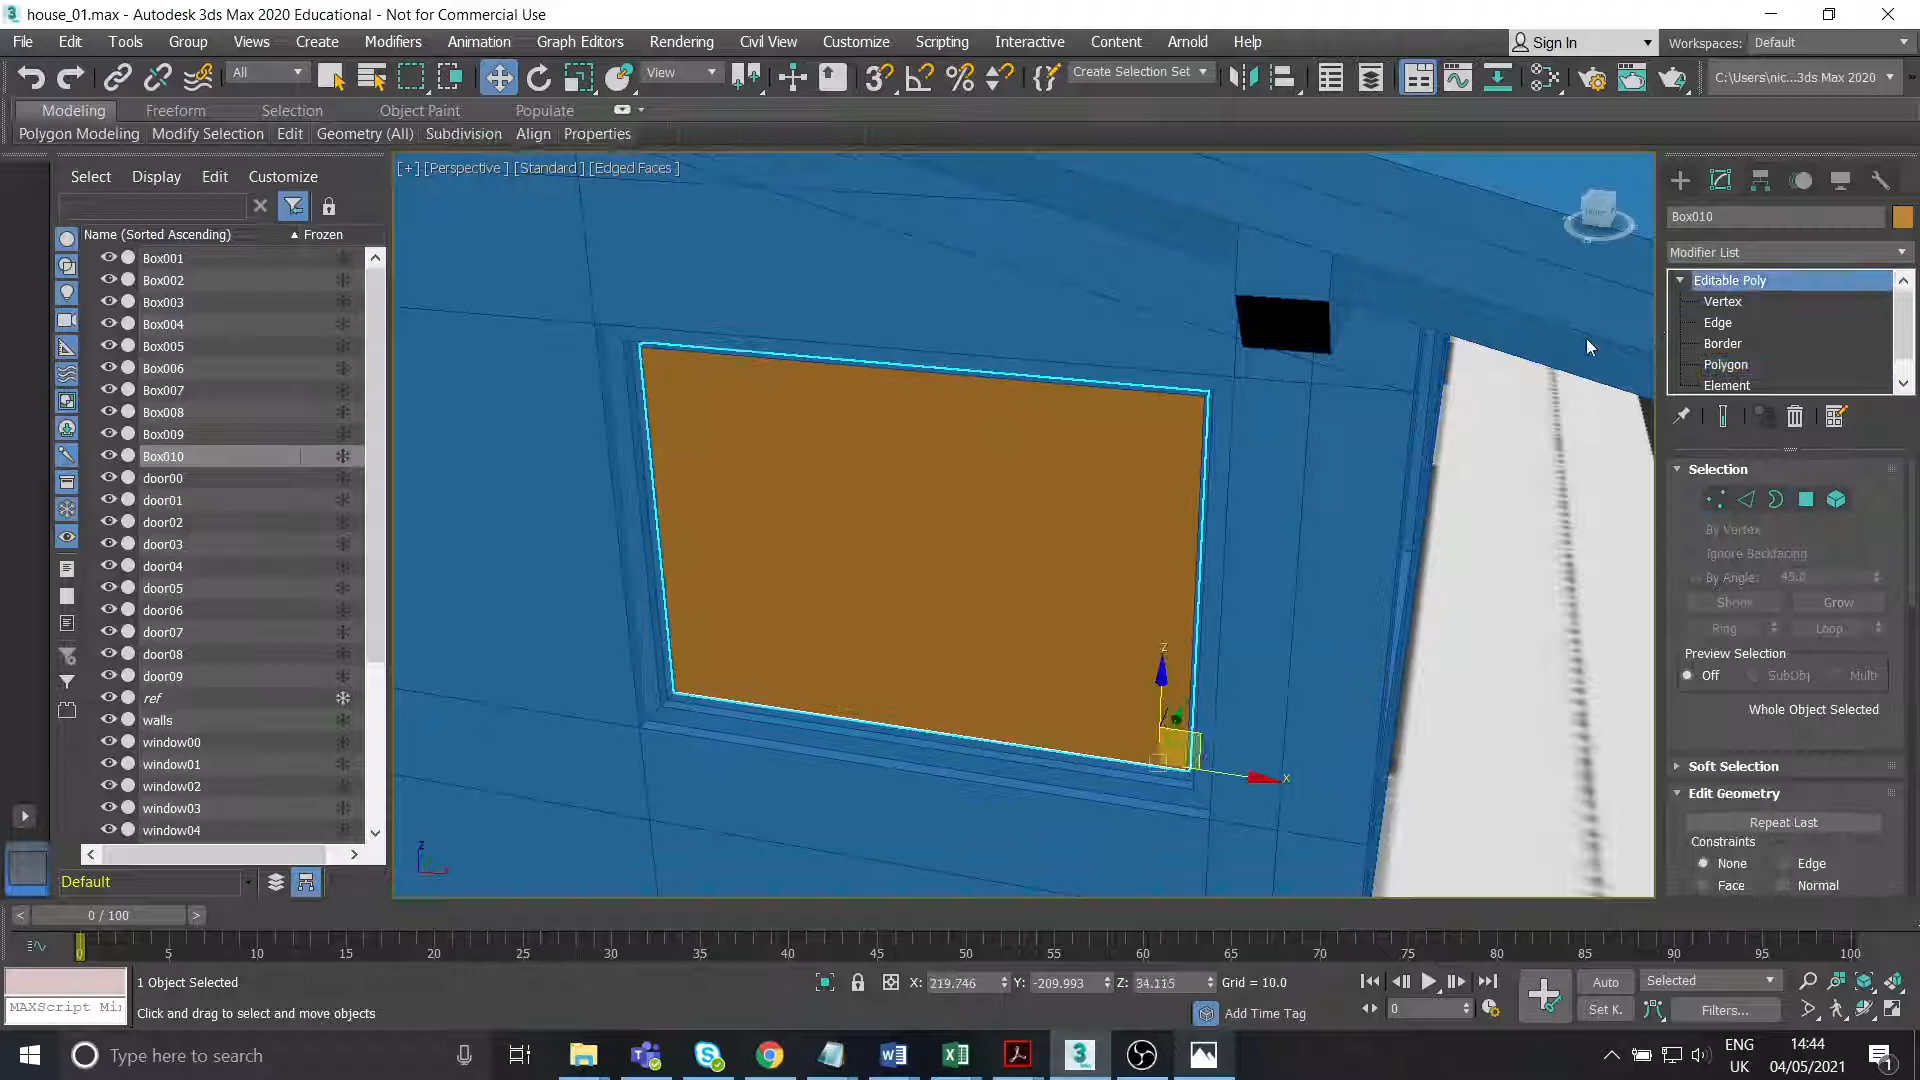 house_01.max - Autodesk 3ds Max 2020 Educational - Not for Commercial Use
File Edit Tools Group Views Create Modifiers Animation Graph Editors Rendering Civil View Customize Scripting Interactive Content Arnold Help
Sign In
Workspaces: Default
All
View
Create Selection Set
C:\Users\nic...3ds Max 2020
Modeling Freeform Selection Object Paint Populate
Polygon Modeling Modify Selection Edit Geometry (All) Subdivision Align Properties
Select Display Edit Customize
[+] [Perspective ] [Standard ] [Edged Faces ]
Name (Sorted Ascending) Frozen
Box001
Box002
Box003
Box004
Box005
Box006
Box007
Box008
Box009
Box010
door00
door01
door02
door03
door04
door05
door06
door07
door08
door09
ref
walls
window00
window01
window02
window03
window04
Default
z
x
z
Box010
Modifier List
Editable Poly
Vertex
Edge
Border
Polygon
Element
Selection
By Vertex
Ignore Backfacing
By Angle: 45.0
Shrink Grow
Ring Loop
Preview Selection
Off SubObj Multi
Whole Object Selected
Soft Selection
Edit Geometry
Repeat Last
Constraints
None Edge
Face Normal
< 0 / 100 >
0 5 10 15 20 25 30 35 40 45 50 55 60 65 70 75 80 85 90 95 100
1 Object Selected
X: 219.746 Y: -209.993 Z: 34.115 Grid = 10.0
Auto Selected
MAXScript Mi
Click and drag to select and move objects
Add Time Tag
0
Set K. Filters...
Type here to search
ENG
UK
14:44
04/05/2021
1